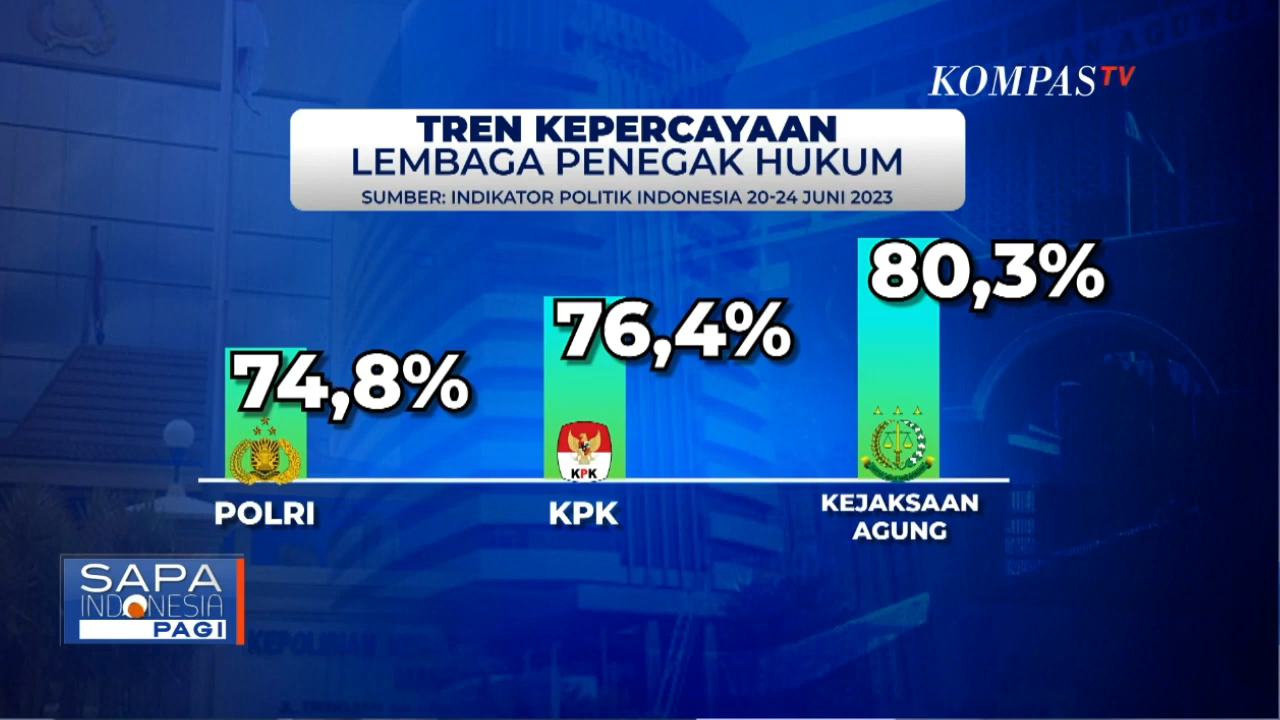 KOMPAS TV
TREN KEPERCAYAAN
LEMBAGA PENEGAK HUKUM
SUMBER: INDIKATOR POLITIK INDONESIA 20-24 JUNI 2023
80,3%
76,4%
74,8%
KPK
POLRI
KPK
KEJAKSAAN
AGUNG
SAPA
INDONESIA
PAGI